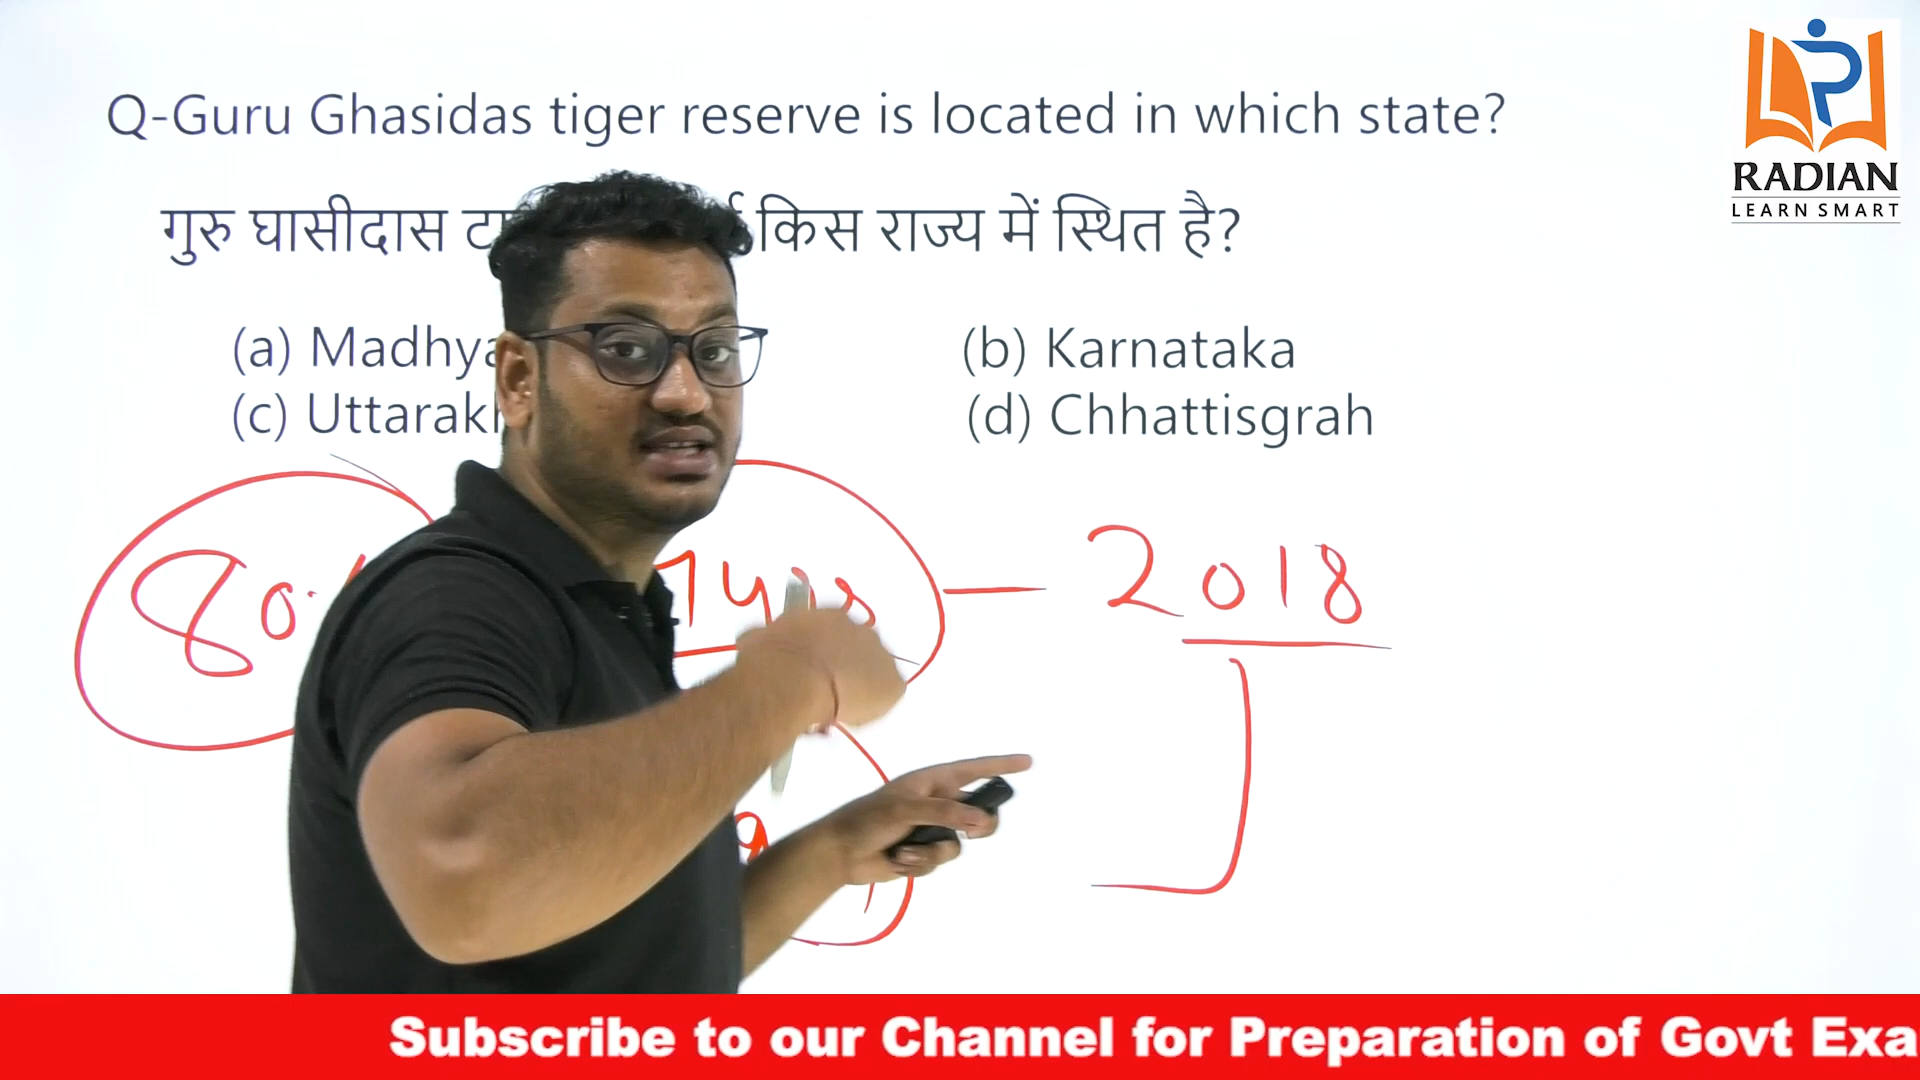 Q-Guru Ghasidas tiger reserve is located in which state?
गुरु घासीदास किस राज्य में स्थित है?
(a) (b) Karnataka
(c) (d) Chhattisgrah
2018
RADIAN
LEARN SMART
Subscribe to our Channel for Preparation of Govt